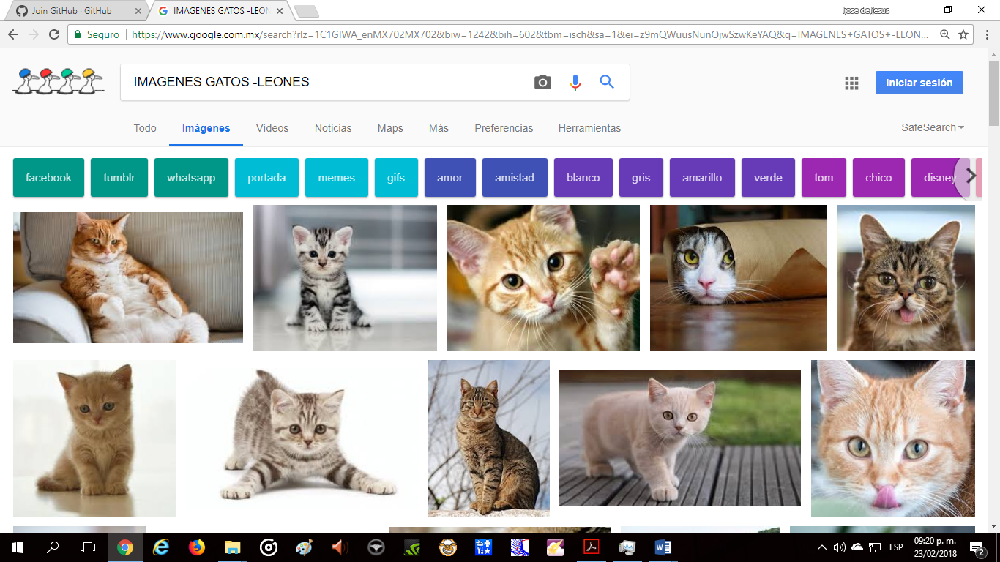 Join GitHub · GitHub
IMAGENES GATOS -LEON
jose de jesus
Seguro
https://www.google.com.mx/search?rlz=1C1GIWA_enMX702MX702&biw=1242&bih=602&tbm=isch&sa=1&ei=z9mQWuusNunOjwSzwKeYAQ&q=IMAGENES+GATOS+-LEON...
IMAGENES GATOS -LEONES
Iniciar sesión
Todo Imágenes Vídeos Noticias Maps Más Preferencias Herramientas SafeSearch
facebook tumblr whatsapp portada memes gifs amor amistad blanco gris amarillo verde tom chico disney
ESP
09:20 p. m.
23/02/2018
2